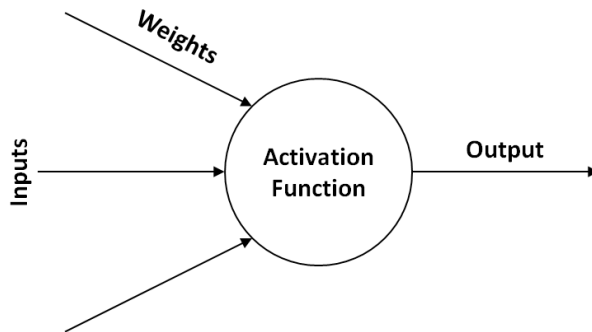 Weights
Inputs
Activation
Function
Output